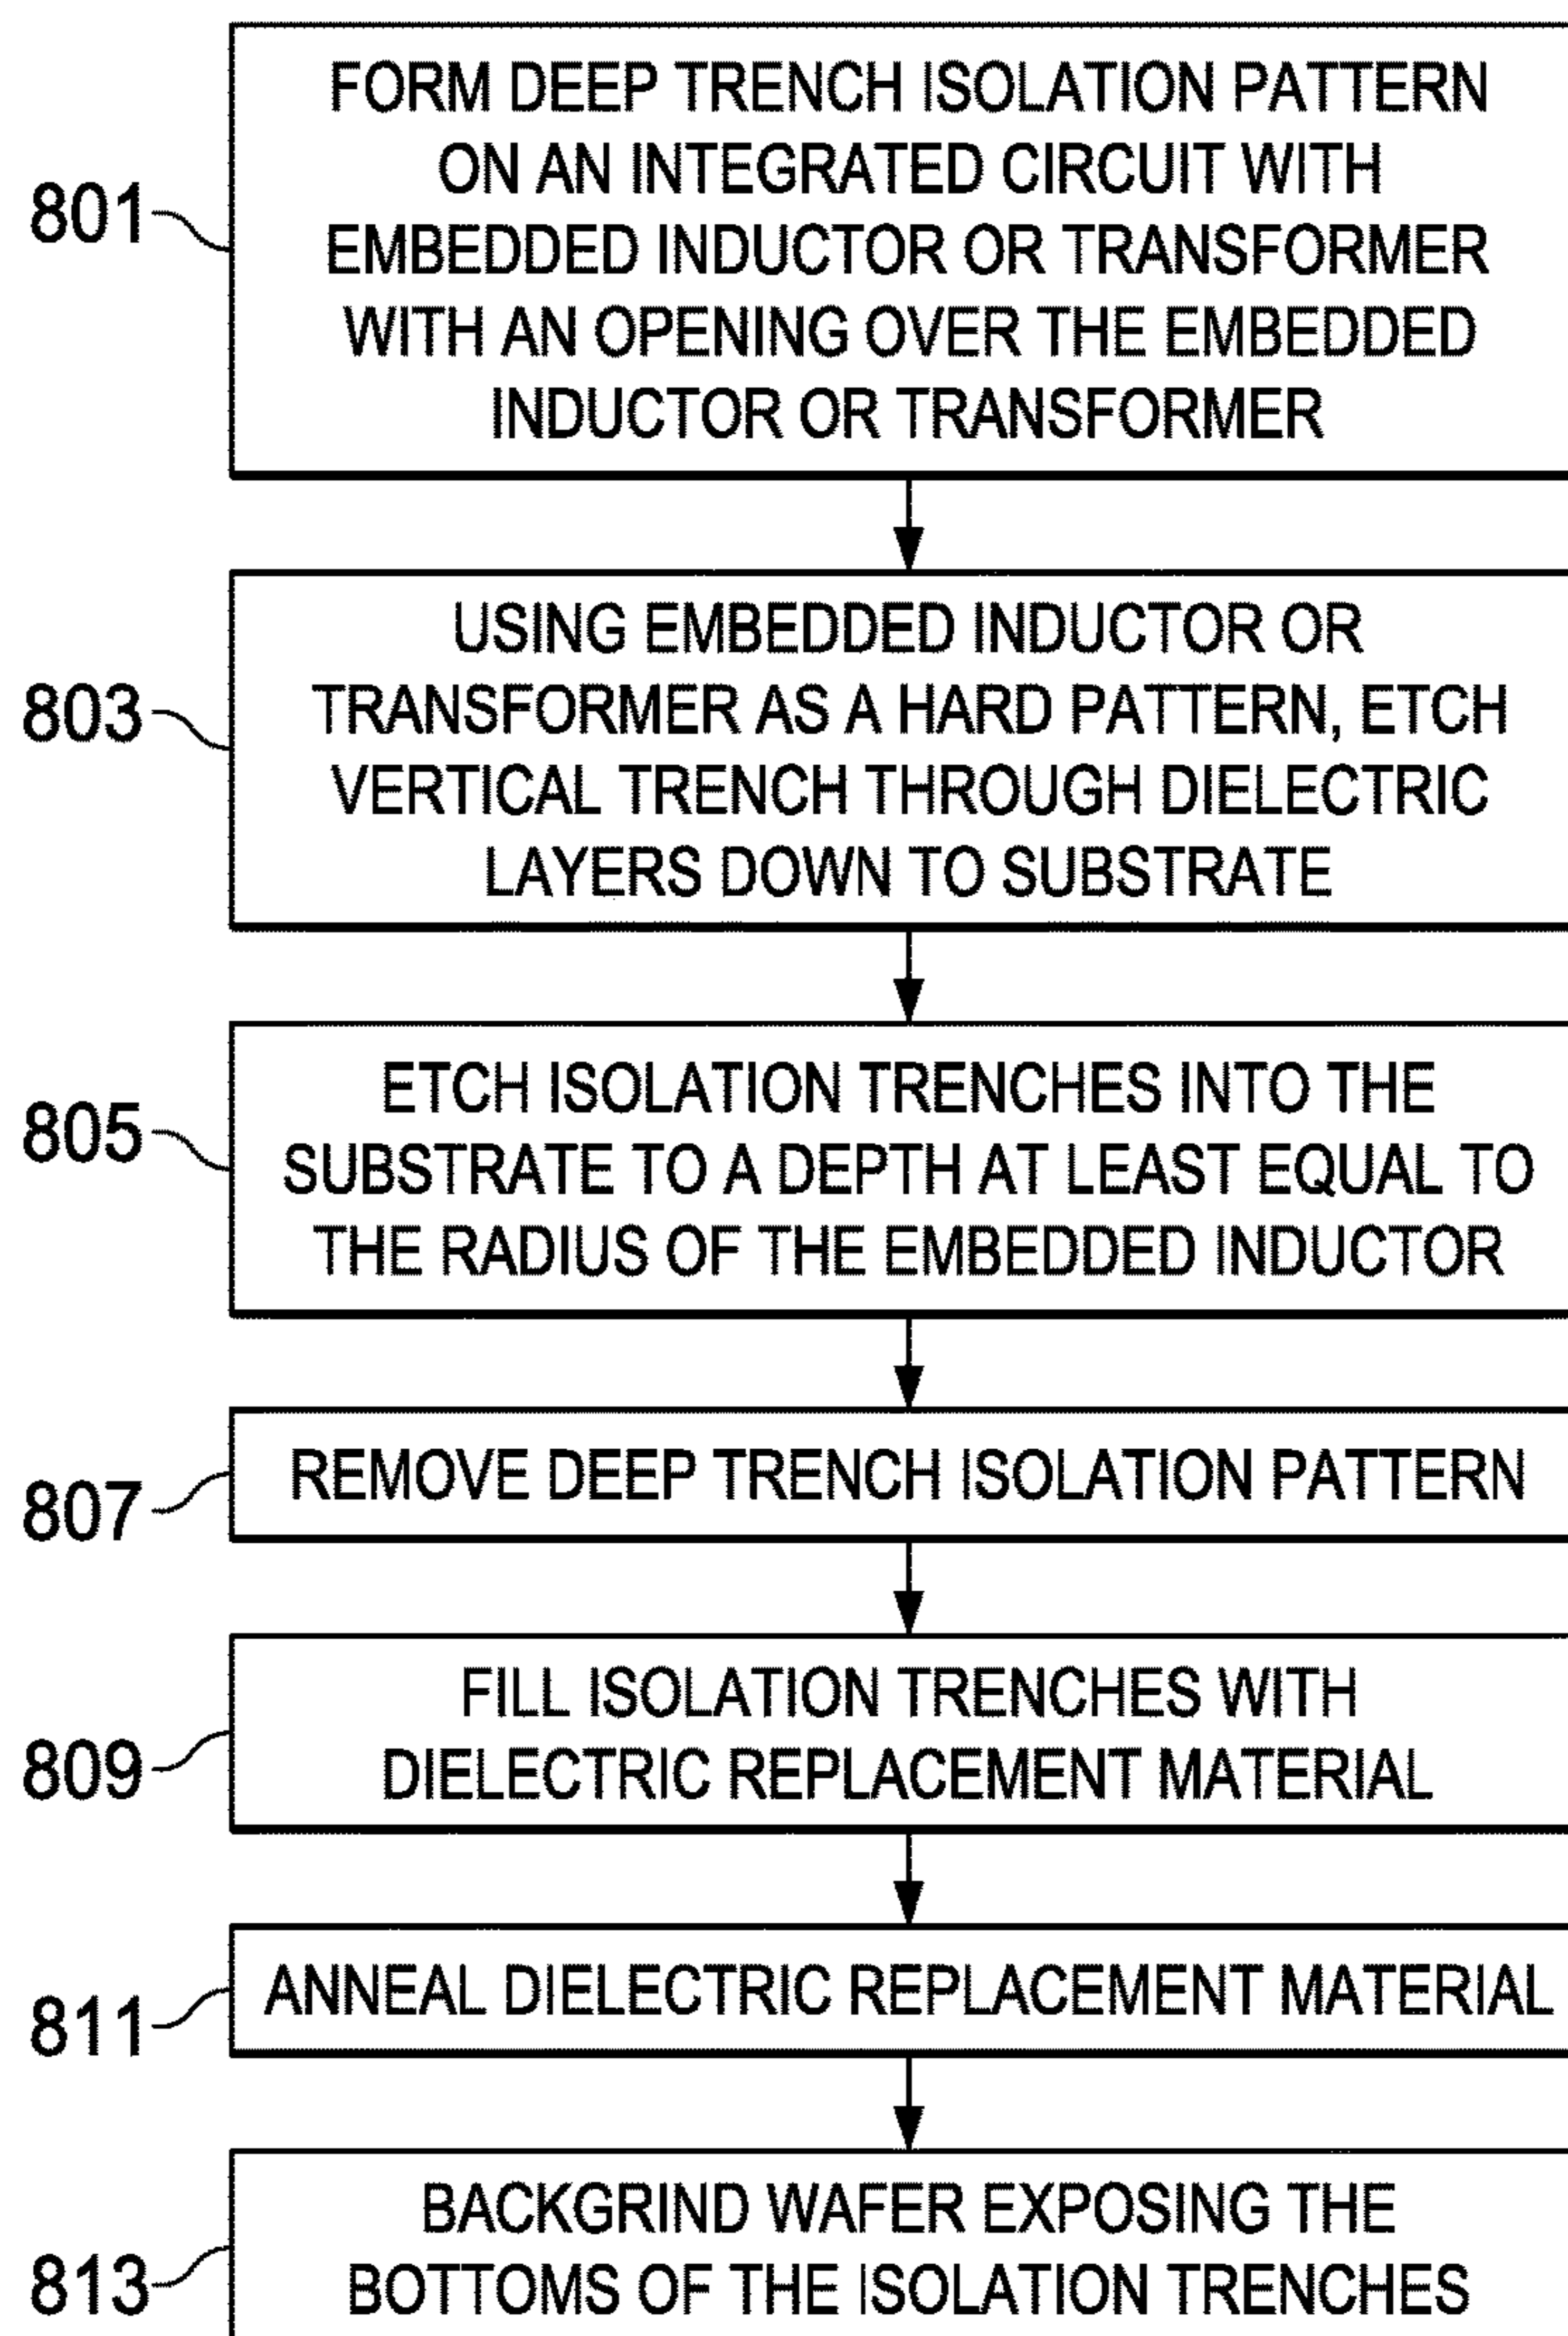 801
FORM DEEP TRENCH ISOLATION PATTERN
ON AN INTEGRATED CIRCUIT WITH
EMBEDDED INDUCTOR OR TRANSFORMER
WITH AN OPENING OVER THE EMBEDDED
INDUCTOR OR TRANSFORMER
803
USING EMBEDDED INDUCTOR OR
TRANSFORMER AS A HARD PATTERN, ETCH
VERTICAL TRENCH THROUGH DIELECTRIC
LAYERS DOWN TO SUBSTRATE
805
ETCH ISOLATION TRENCHES INTO THE
SUBSTRATE TO A DEPTH AT LEAST EQUAL TO
THE RADIUS OF THE EMBEDDED INDUCTOR
807
REMOVE DEEP TRENCH ISOLATION PATTERN
809
FILL ISOLATION TRENCHES WITH
DIELECTRIC REPLACEMENT MATERIAL
811
ANNEAL DIELECTRIC REPLACEMENT MATERIAL
813
BACKGRIND WAFER EXPOSING THE
BOTTOMS OF THE ISOLATION TRENCHES